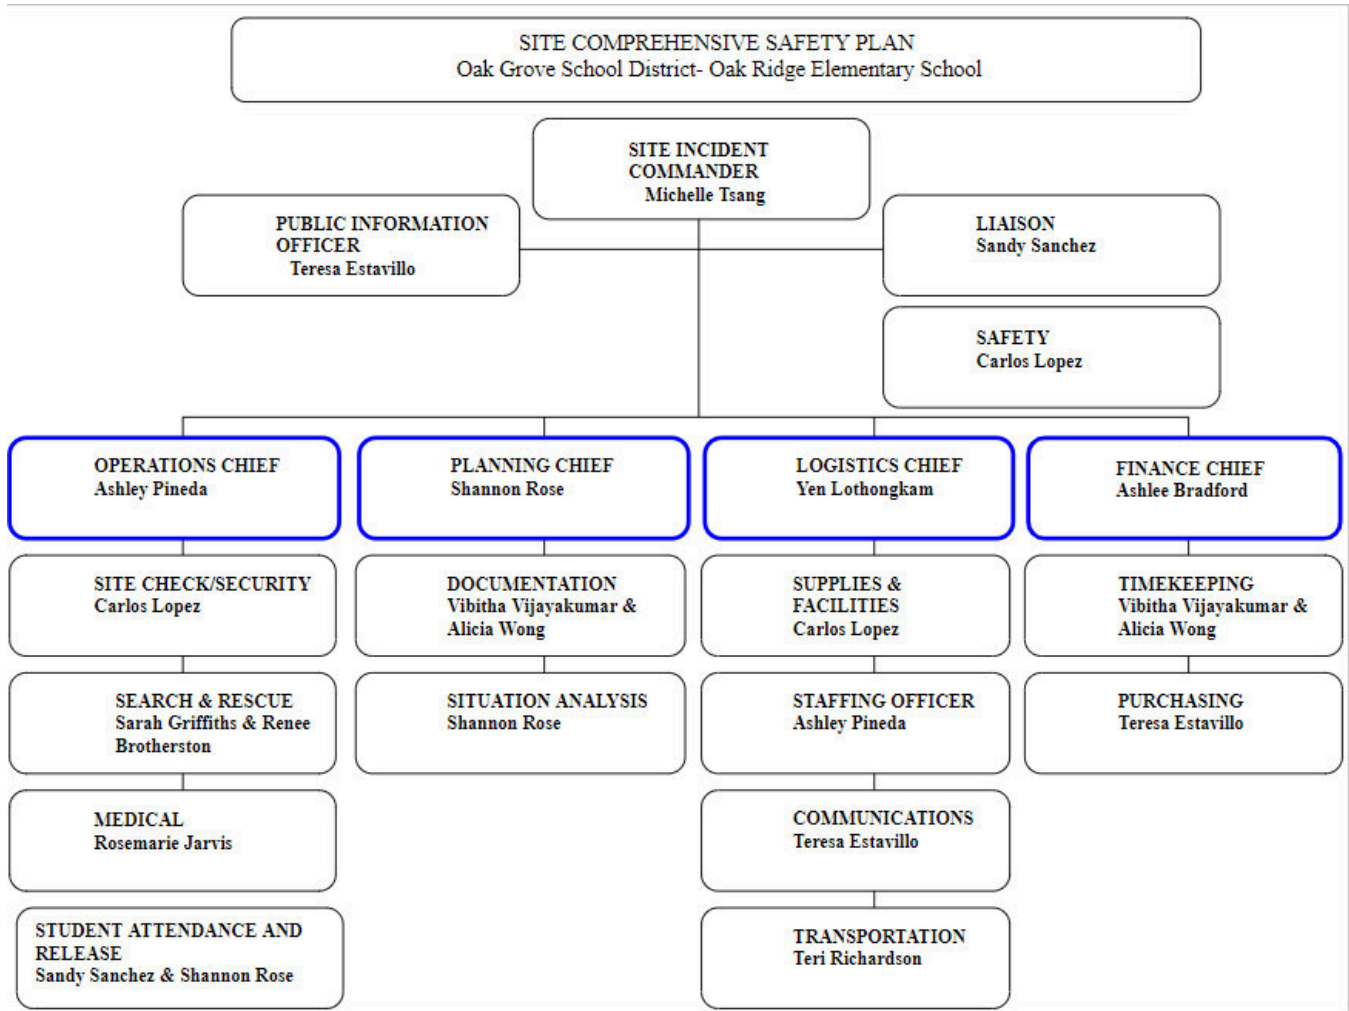 SITE COMPREHENSIVE SAFETY PLAN
Oak Grove School District- Oak Ridge Elementary School
SITE INCIDENT
COMMANDER
Michelle Tsang
PUBLIC INFORMATION
OFFICER
Teresa Estavillo
LIAISON
Sandy Sanchez
SAFETY
Carlos Lopez
OPERATIONS CHIEF
Ashley Pineda
PLANNING CHIEF
Shannon Rose
LOGISTICS CHIEF
Yen Lothongkam
FINANCE CHIEF
Ashlee Bradford
SITE CHECK/SECURITY
Carlos Lopez
DOCUMENTATION
Vibitha Vijayakumar &
Alicia Wong
SUPPLIES &
FACILITIES
Carlos Lopez
TIMEKEEPING
Vibitha Vijayakumar &
Alicia Wong
SEARCH & RESCUE
Sarah Griffiths & Renee
Brotherston
SITUATION ANALYSIS
Shannon Rose
STAFFING OFFICER
Ashley Pineda
PURCHASING
Teresa Estavillo
MEDICAL
Rosemarie Jarvis
COMMUNICATIONS
Teresa Estavillo
STUDENT ATTENDANCE AND
RELEASE
Sandy Sanchez & Shannon Rose
TRANSPORTATION
Teri Richardson